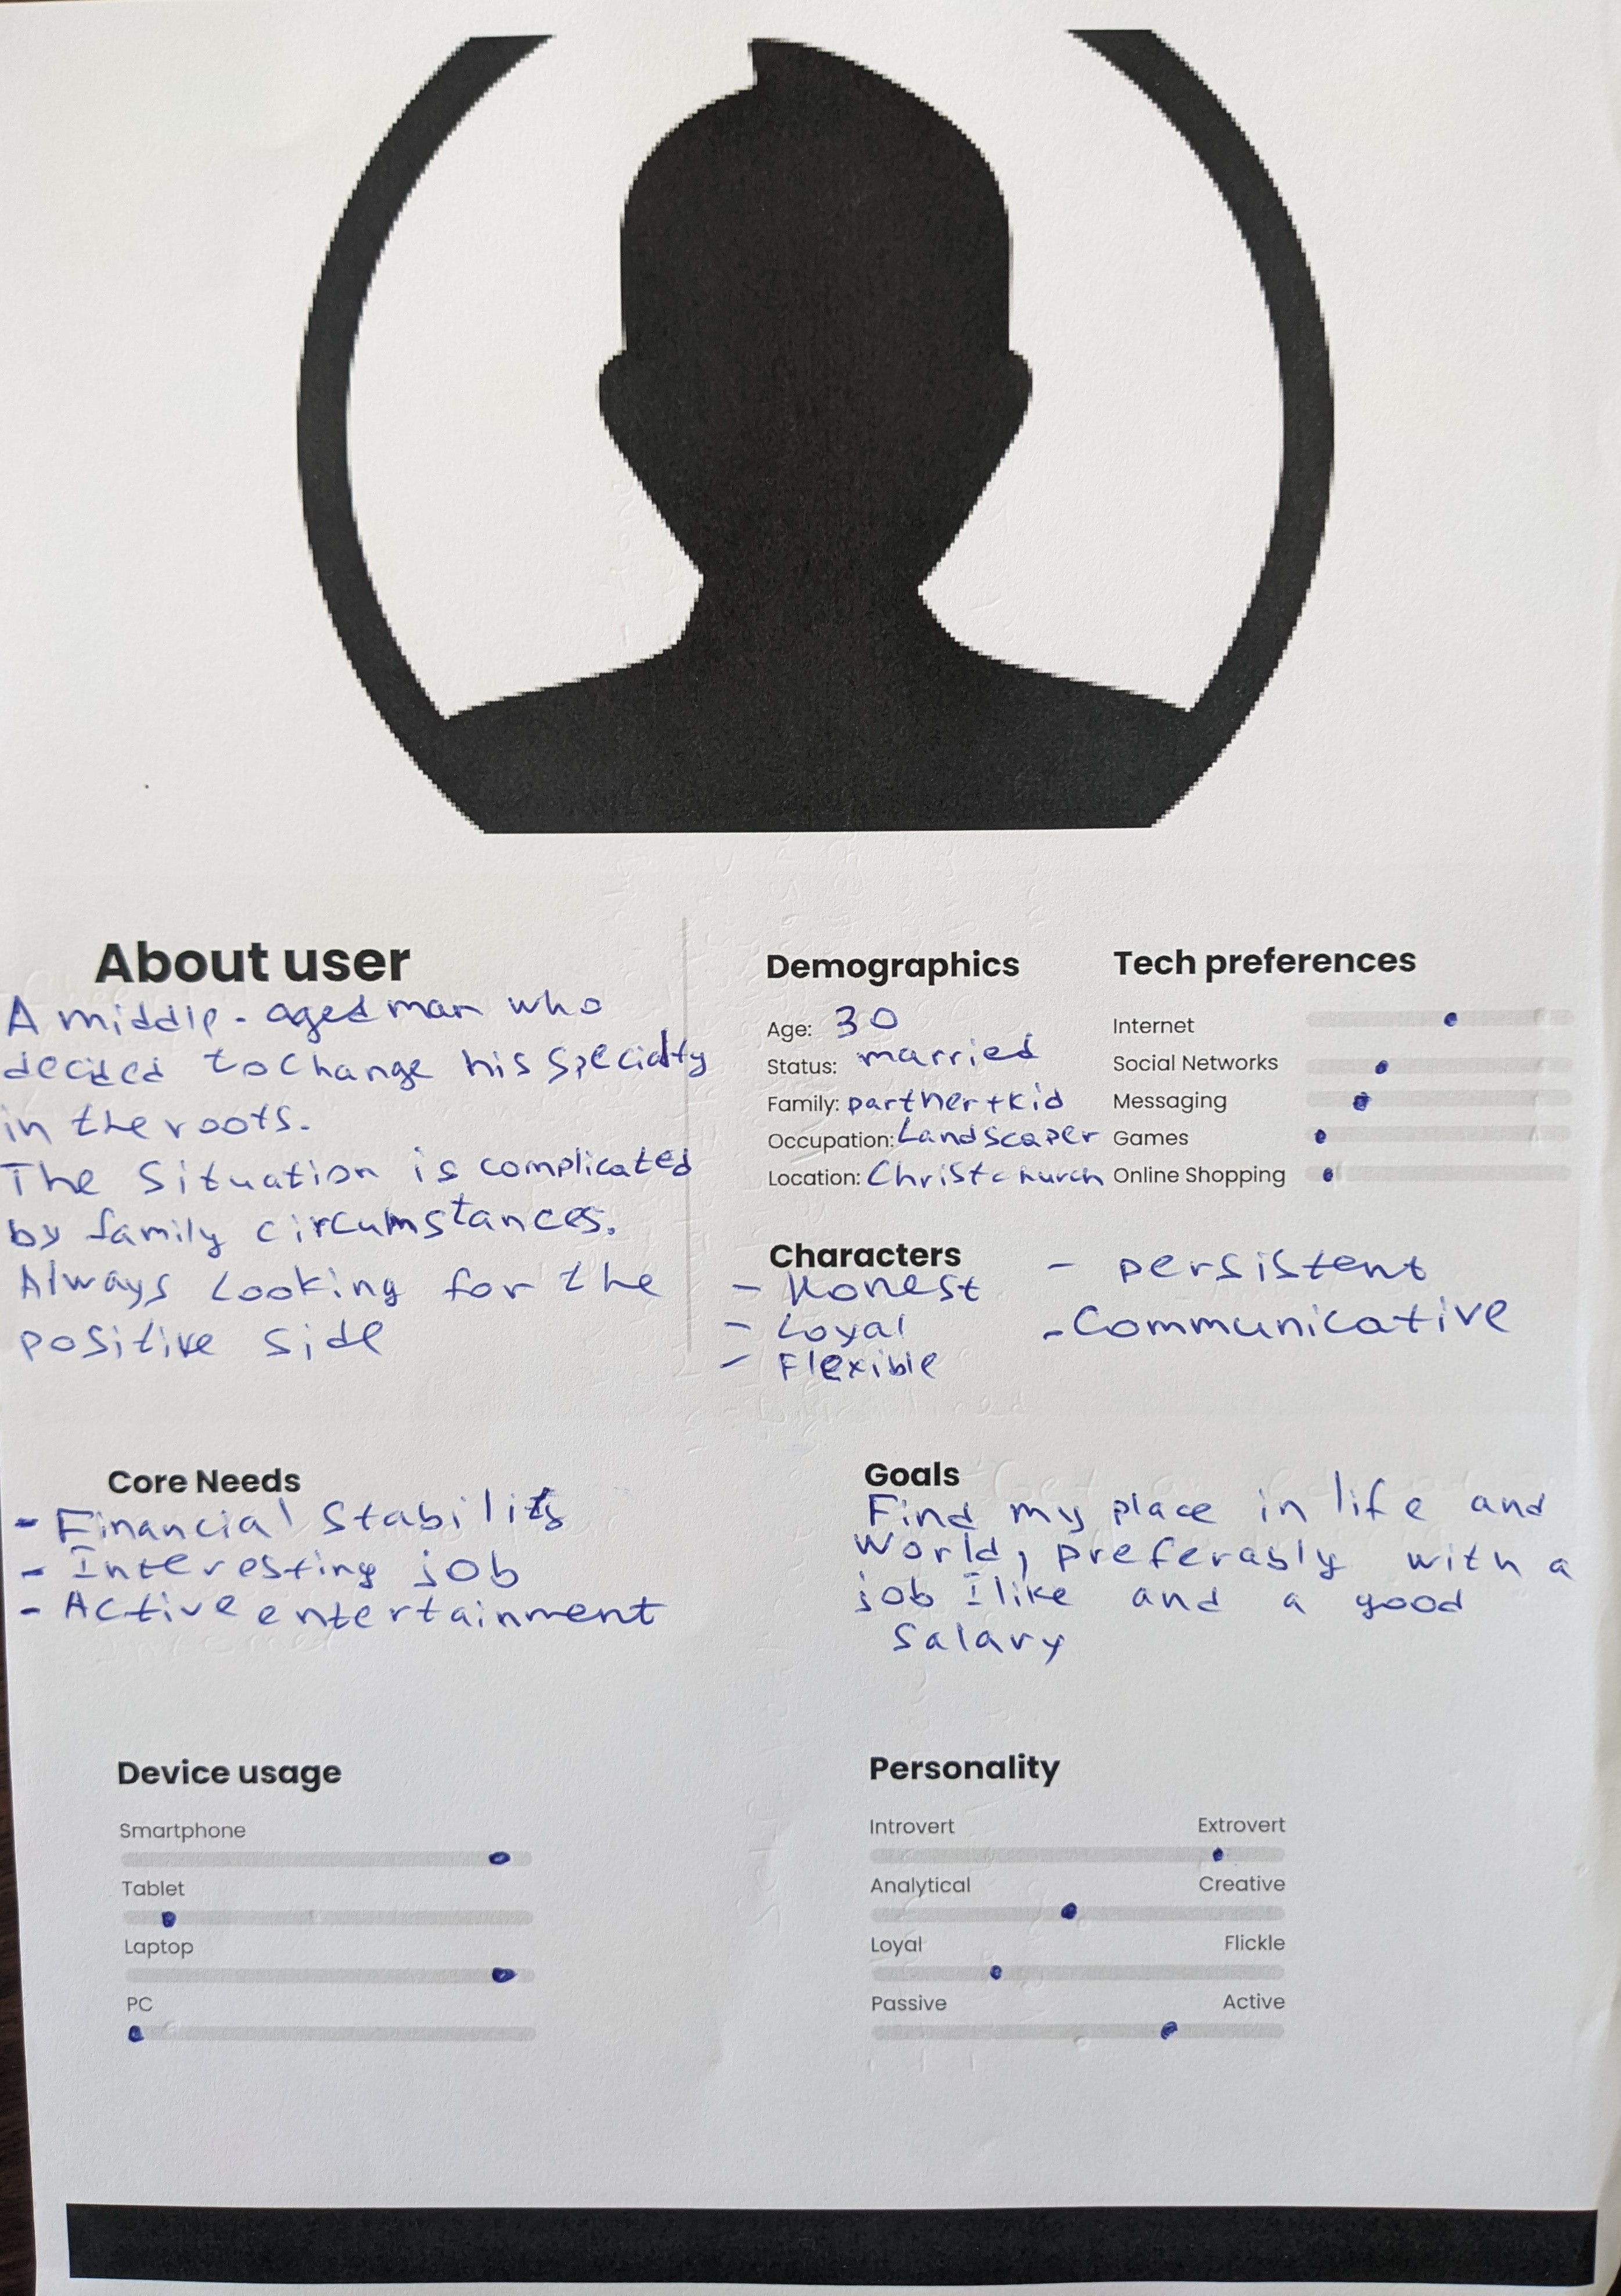 About user
A middle-aged man who
decided to change his specialty
in the roots.
The Situation is complicated
by family circumstances.
Always Looking for the
positive side
Demographics
Age: 30
Status: married
Family: partner+kid
Occupation: Landscaper
Location: Christchurch
Tech preferences
Internet
Social Networks
Messaging
Games
Online Shopping
Characters
- Honest
- Loyal
- Flexible
- persistent
- Communicative
Core Needs
- Financial Stability
- Interesting job
- Active entertainment
Goals
Find my place in life and
World, preferably with a
job I like and a good
Salary
Device usage
Smartphone
Tablet
Laptop
PC
Personality
Introvert Extrovert
Analytical Creative
Loyal Flickle
Passive Active